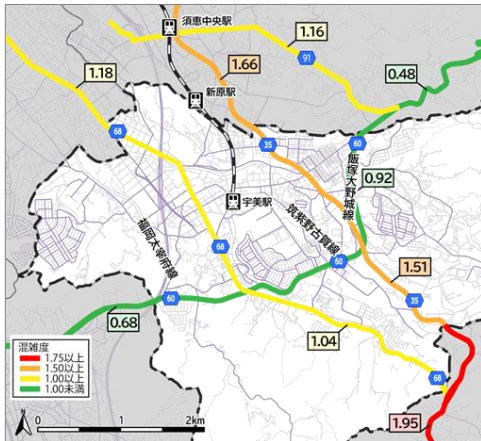 須恵中央駅
1.16
1.66
91
1.18
0.48
新原駅
68
35
60
飯塚大野城線
0.92
宇美駅
筑紫野古賀線
福岡太宰府線
68
60
1.51
60
35
0.68
1.04
混雑度
1.75以上
1.50以上
1.00以上
1.00未満
68
N
0 1 2km
1.95